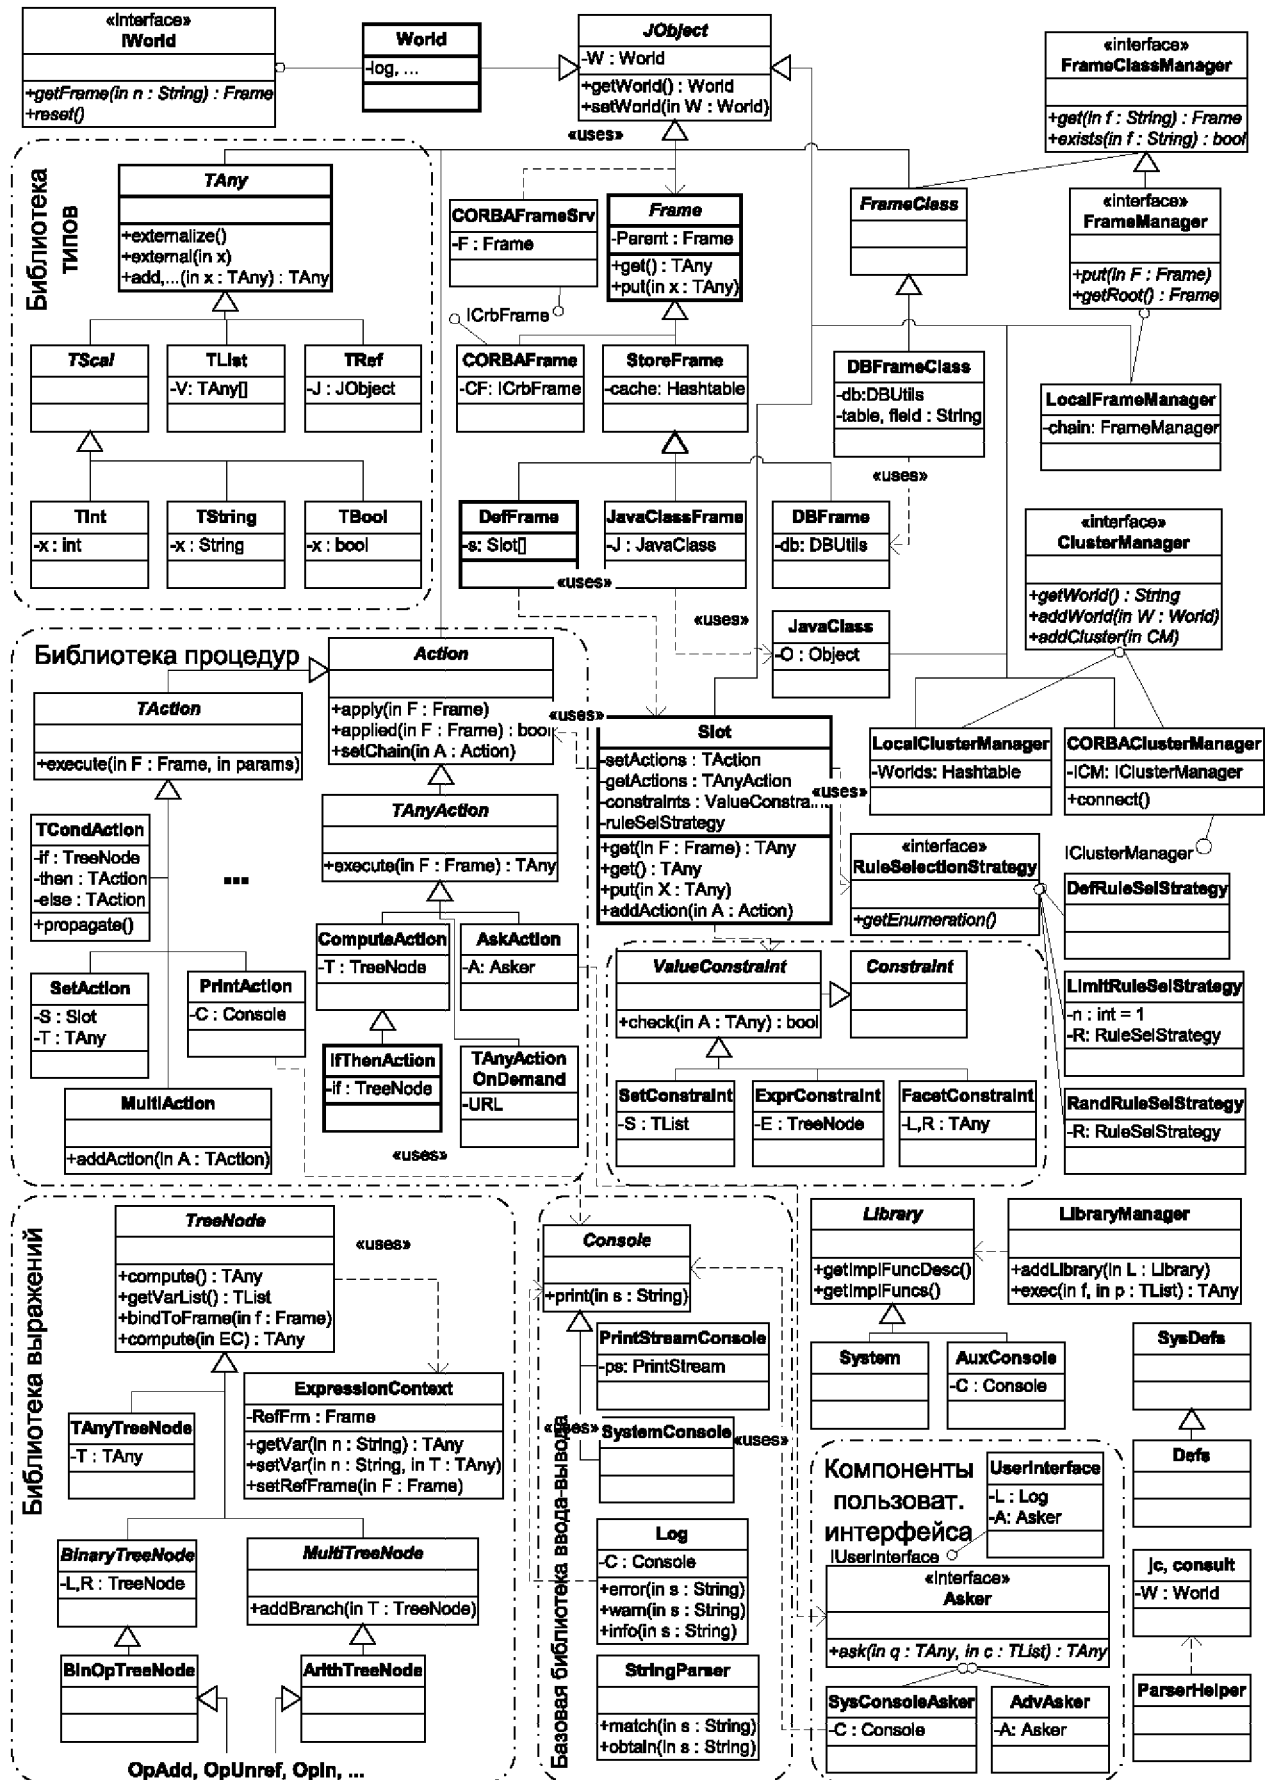 «Interface»
IWorld
+getFrame(in n : String) : Frame
+reset()
World
-log, ...
JObject
-W : World
+getWorld() : World
+setWorld(in W : World)
«interface»
FrameClassManager
+get(in f : String) : Frame
+exists(in f : String) : bool
«uses»
Библиотека
типов
TAny
+externalize()
+external(in x)
+add,...(in x : TAny) : TAny
CORBAFrameSrv
-F : Frame
ICrbFrame
Frame
-Parent : Frame
+get() : TAny
+put(in x : TAny)
FrameClass
«interface»
FrameManager
+put(in F : Frame)
+getRoot() : Frame
TScal
TList
-V: TAny[]
TRef
-J : JObject
CORBAFrame
-CF: ICrbFrame
StoreFrame
-cache: Hashtable
DBFrameClass
-db:DBUtils
-table, field : String
LocalFrameManager
-chain: FrameManager
«uses»
TInt
-x : int
TString
-x : String
TBool
-x : bool
DefFrame
-s: Slot[]
JavaClassFrame
-J : JavaClass
DBFrame
-db: DBUtils
«interface»
ClusterManager
+getWorld() : String
+addWorld(in W : World)
+addCluster(in CM)
«uses»
«uses»
JavaClass
-O : Object
Библиотека процедур
Action
+apply(in F : Frame)
+applied(in F : Frame) : bool
+setChain(in A : Action)
TAction
+execute(in F : Frame, in params)
«uses»
Slot
-setActions : TAction
-getActions : TAnyAction
-constraints : ValueConstraint
-ruleSelStrategy
+get(in F : Frame) : TAny
+get() : TAny
+put(in X : TAny)
+addAction(in A : Action)
«uses»
LocalClusterManager
-Worlds: Hashtable
CORBAClusterManager
-ICM: IClusterManager
+connect()
IClusterManager
TAnyAction
+execute(in F : Frame) : TAny
TCondAction
-if : TreeNode
-then : TAction
-else : TAction
+propagate()
...
«interface»
RuleSelectionStrategy
+getEnumeration()
DefRuleSelStrategy
ComputeAction
-T : TreeNode
AskAction
-A: Asker
ValueConstraint
+check(in A : TAny) : bool
Constraint
SetAction
-S : Slot
-T : TAny
PrintAction
-C : Console
LimitRuleSelStrategy
-n : int = 1
-R: RuleSelStrategy
IfThenAction
-if : TreeNode
TAnyAction
OnDemand
-URL
SetConstraint
-S : TList
ExprConstraint
-E : TreeNode
FacetConstraint
-L,R : TAny
RandRuleSelStrategy
-R: RuleSelStrategy
MultiAction
+addAction(in A : TAction)
«uses»
Библиотека выражений
TreeNode
+compute() : TAny
+getVarList() : TList
+bindToFrame(in f : Frame)
+compute(in EC) : TAny
«uses»
Базовая библиотека ввода-вывода
Console
+print(in s : String)
Library
+getImplFuncDesc()
+getImplFuncs()
LibraryManager
+addLibrary(in L : Library)
+exec(in f, in p : TList) : TAny
PrintStreamConsole
-ps: PrintStream
System
AuxConsole
-C : Console
SysDefs
TAnyTreeNode
-T : TAny
ExpressionContext
-RefFrm : Frame
+getVar(in n : String) : TAny
+setVar(in n : String, in T : TAny)
+setRefFrame(in F : Frame)
«uses»
SystemConsole
«uses»
Defs
Компоненты
пользоват.
интерфейса
UserInterface
-L : Log
-A: Asker
IUserInterface
BinaryTreeNode
-L,R : TreeNode
MultiTreeNode
+addBranch(in T : TreeNode)
Log
-C : Console
+error(in s : String)
+warn(in s : String)
+info(in s : String)
«interface»
Asker
+ask(in q : TAny, in c : TList) : TAny
jc, consult
-W : World
BinOpTreeNode
ArithTreeNode
StringParser
+match(in s : String)
+obtain(in s : String)
SysConsoleAsker
-C : Console
AdvAsker
-A: Asker
ParserHelper
OpAdd, OpUnref, OpIn, ...